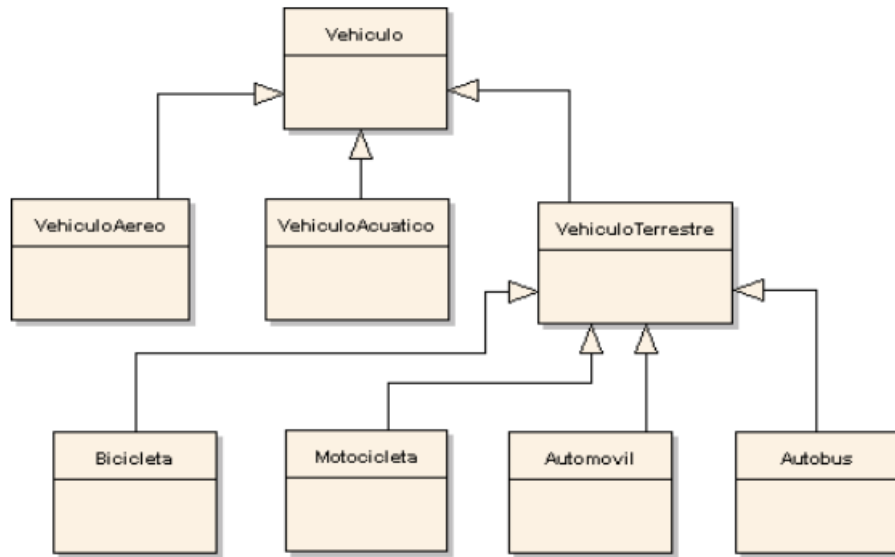 Vehiculo
VehiculoAereo
VehiculoAcuatico
VehiculoTerrestre
Bicicleta
Motocicleta
Automovil
Autobus